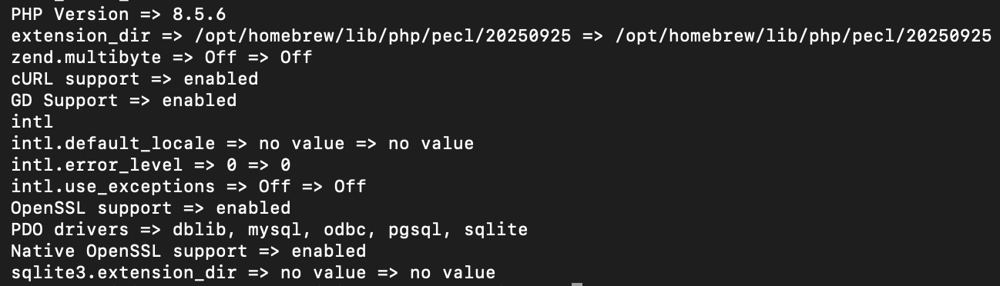 PHP Version => 8.5.6
extension_dir => /opt/homebrew/lib/php/pecl/20250925 => /opt/homebrew/lib/php/pecl/20250925
zend.multibyte => Off => Off
cURL support => enabled
GD Support => enabled
intl
intl.default_locale => no value => no value
intl.error_level => 0 => 0
intl.use_exceptions => Off => Off
OpenSSL support => enabled
PDO drivers => dblib, mysql, odbc, pgsql, sqlite
Native OpenSSL support => enabled
sqlite3.extension_dir => no value => no value